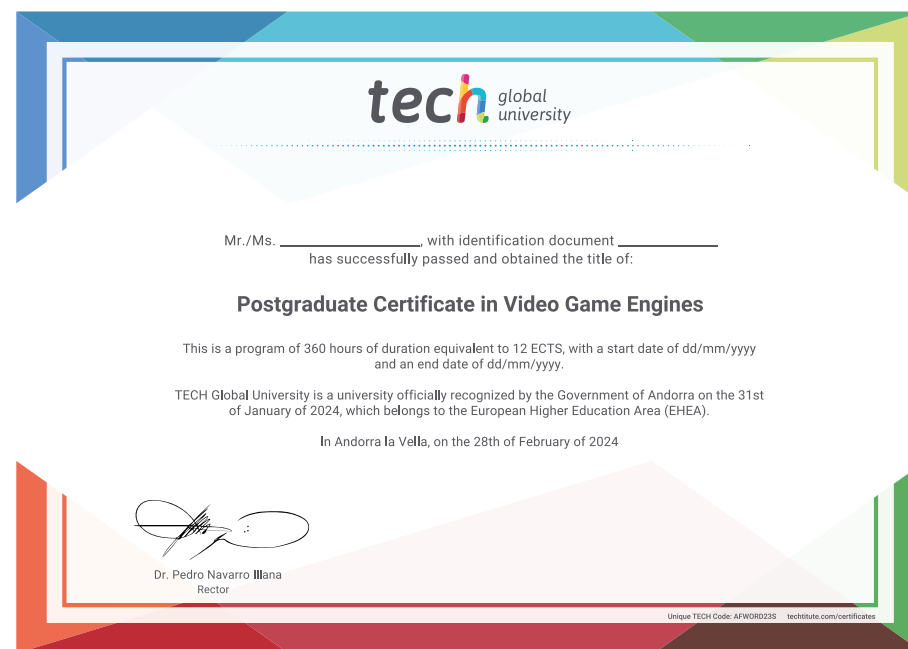 tech global
university
Mr./Ms. ____________, with identification document ____________
has successfully passed and obtained the title of:
Postgraduate Certificate in Video Game Engines
This is a program of 360 hours of duration equivalent to 12 ECTS, with a start date of dd/mm/yyyy
and an end date of dd/mm/yyyy.
TECH Global University is a university officially recognized by the Government of Andorra on the 31st
of January of 2024, which belongs to the European Higher Education Area (EHEA).
In Andorra la Vella, on the 28th of February of 2024
Dr. Pedro Navarro Illana
Rector
Unique TECH Code: AFWORD23S techtitute.com/certificates